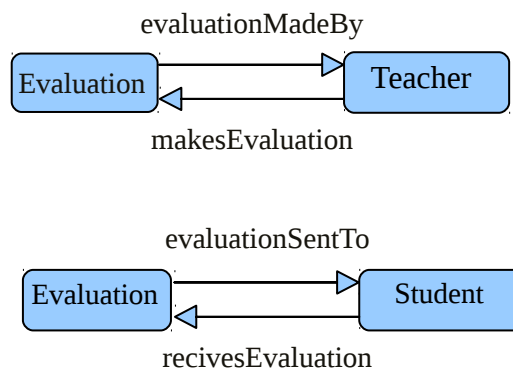 evaluationMadeBy
Evaluation
Teacher
makesEvaluation
evaluationSentTo
Evaluation
Student
recivesEvaluation